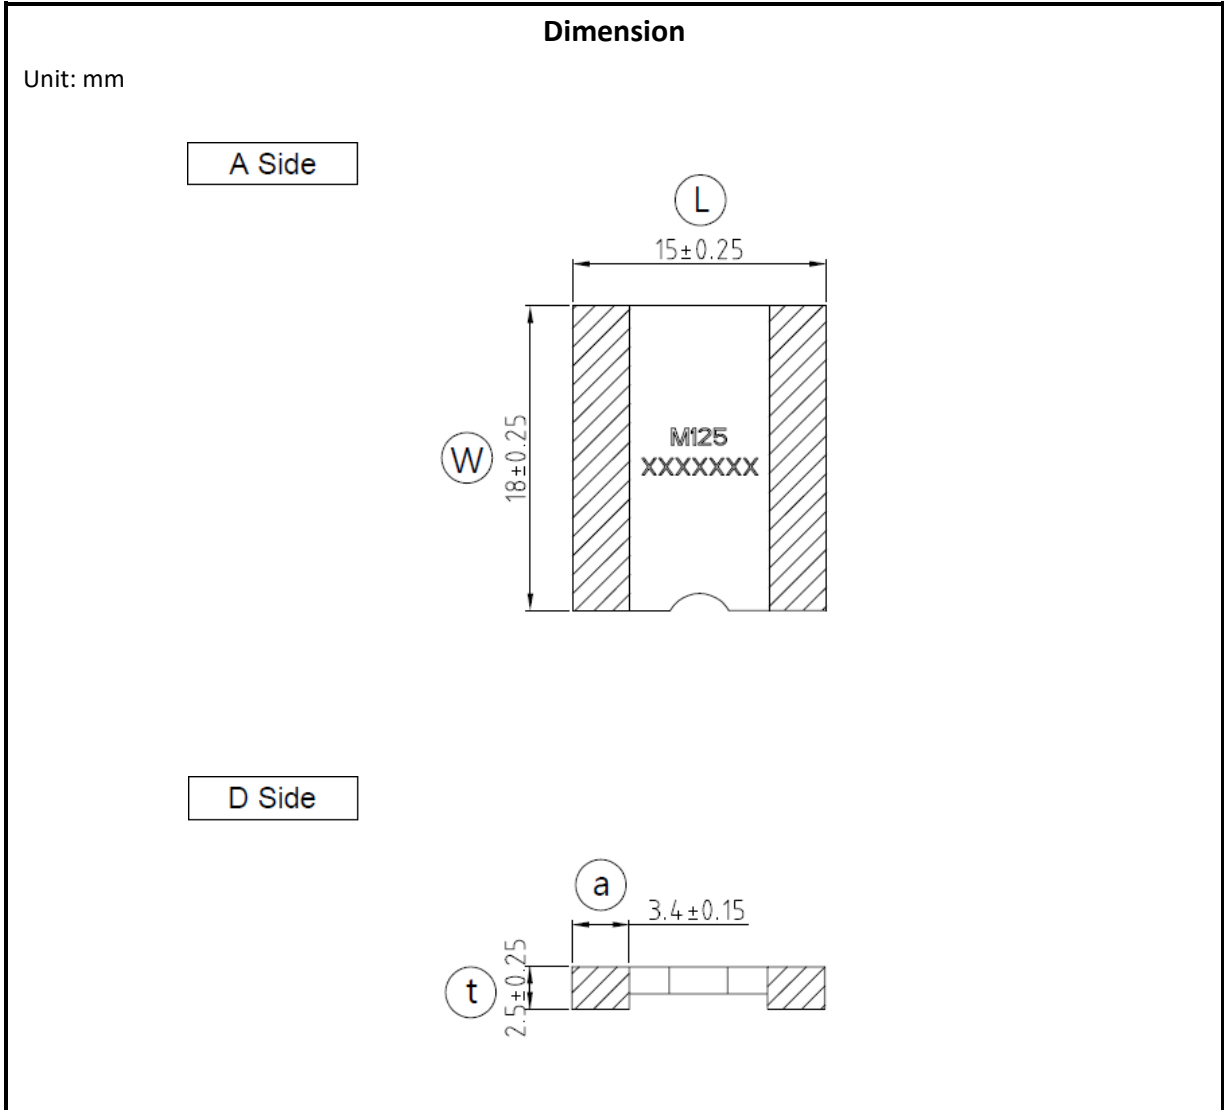 Dimension
Unit: mm
A Side
L
15±0.25
W
18±0.25
M125
XXXXXXX
D Side
a
3.4±0.15
t
2.5±0.25